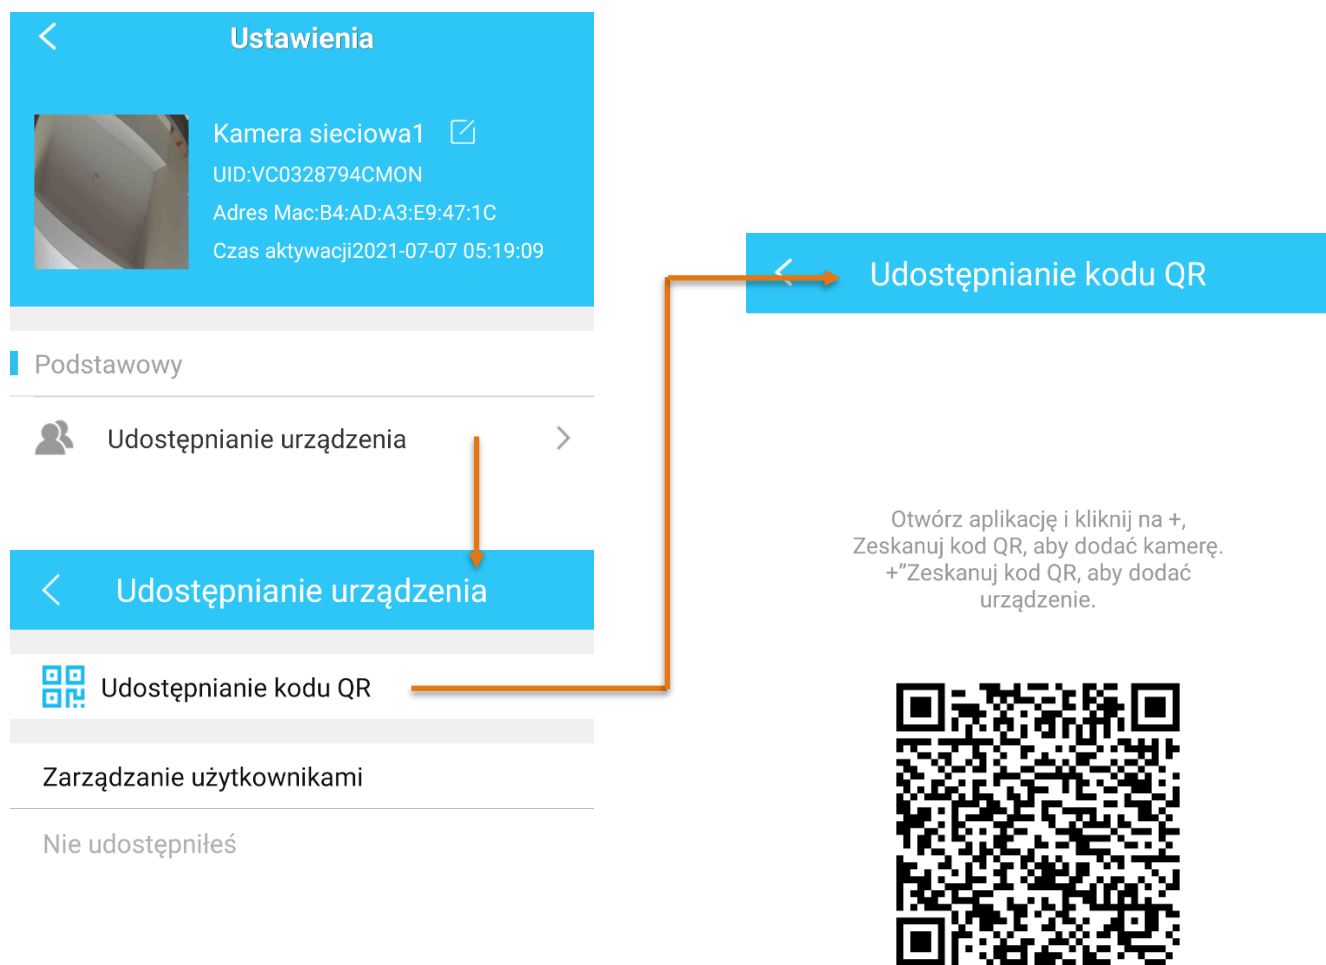 Ustawienia
Kamera sieciowa1
UID:VC0328794CMON
Adres Mac:B4:AD:A3:E9:47:1C
Czas aktywacji2021-07-07 05:19:09
Podstawowy
Udostępnianie urządzenia
Udostępnianie urządzenia
Udostępnianie kodu QR
Zarządzanie użytkownikami
Nie udostępniłeś
Udostępnianie kodu QR
Otwórz aplikację i kliknij na +,
Zeskanuj kod QR, aby dodać kamerę.
+”Zeskanuj kod QR, aby dodać
urządzenie.